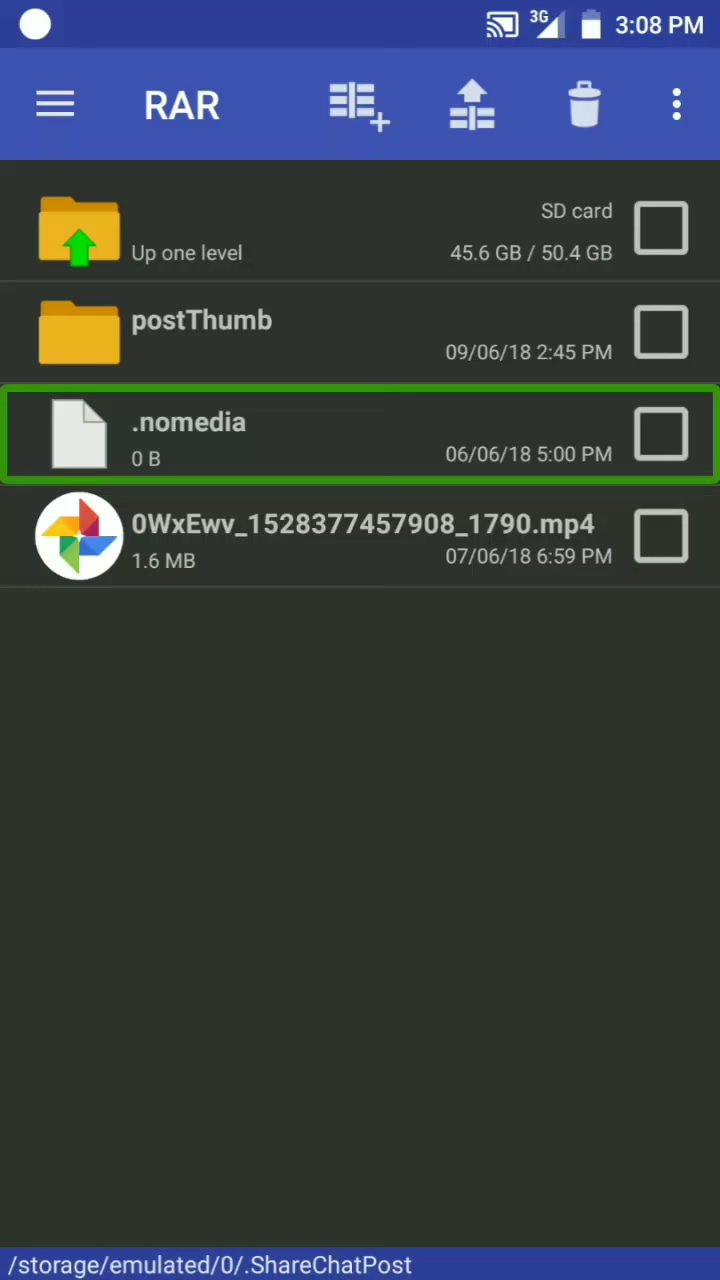 3G 3:08 PM
RAR
SD card
Up one level 45.6 GB / 50.4 GB
postThumb
09/06/18 2:45 PM
.nomedia
0 B 06/06/18 5:00 PM
0WxEwv_1528377457908_1790.mp4
1.6 MB 07/06/18 6:59 PM
/storage/emulated/0/.ShareChatPost